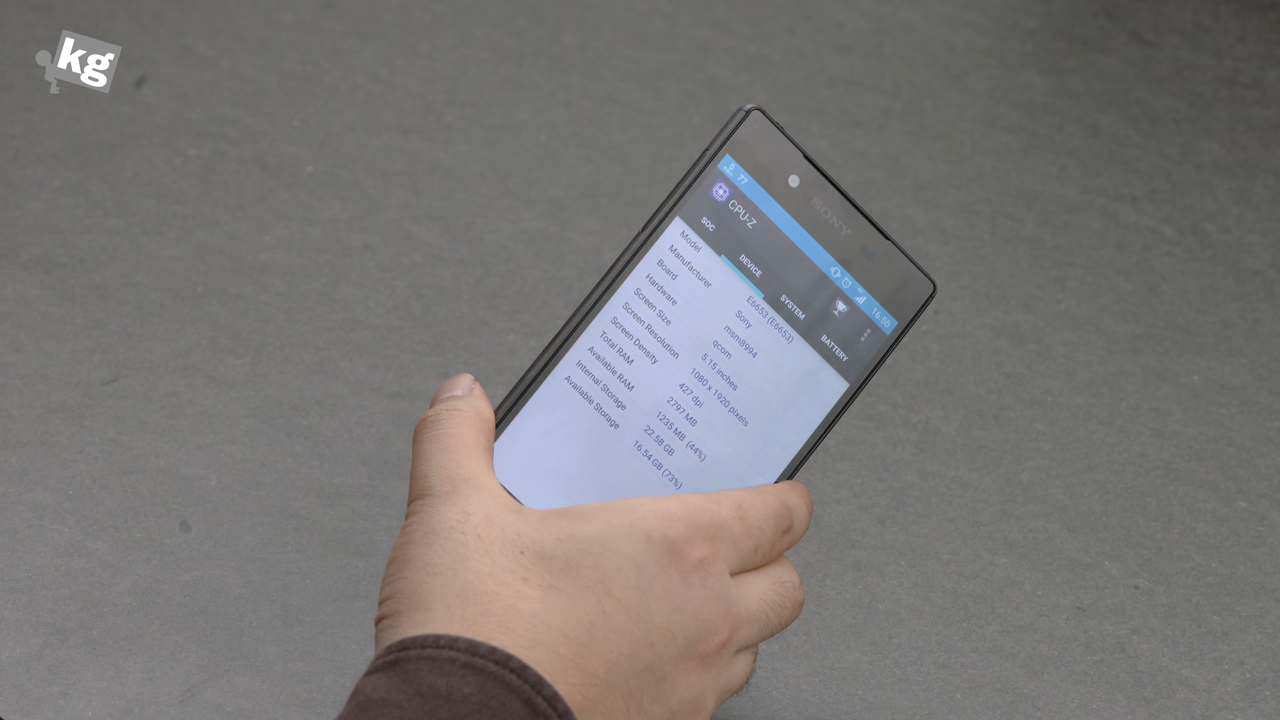 kg
SONY
77
16:50
CPU-Z
SOC
DEVICE
SYSTEM
BATTERY
Model E6653 (E6653)
Manufacturer Sony
Board msm8994
Hardware qcom
Screen Size 5.15 inches
Screen Resolution 1080 x 1920 pixels
Screen Density 427 dpi
Total RAM 2797 MB
Available RAM 1235 MB (44%)
Internal Storage 22.58 GB
Available Storage 16.54 GB (73%)